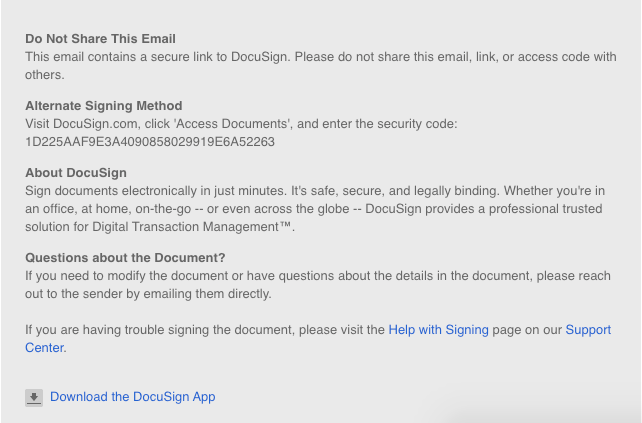 Do Not Share This Email
This email contains a secure link to DocuSign. Please do not share this email, link, or access code with
others.
Alternate Signing Method
Visit DocuSign.com, click 'Access Documents', and enter the security code:
1D225AAF9E3A4090858029919E6A52263
About DocuSign
Sign documents electronically in just minutes. It's safe, secure, and legally binding. Whether you're in
an office, at home, on-the-go -- or even across the globe -- DocuSign provides a professional trusted
solution for Digital Transaction Management™.
Questions about the Document?
If you need to modify the document or have questions about the details in the document, please reach
out to the sender by emailing them directly.
If you are having trouble signing the document, please visit the Help with Signing page on our Support
Center.
Download the DocuSign App